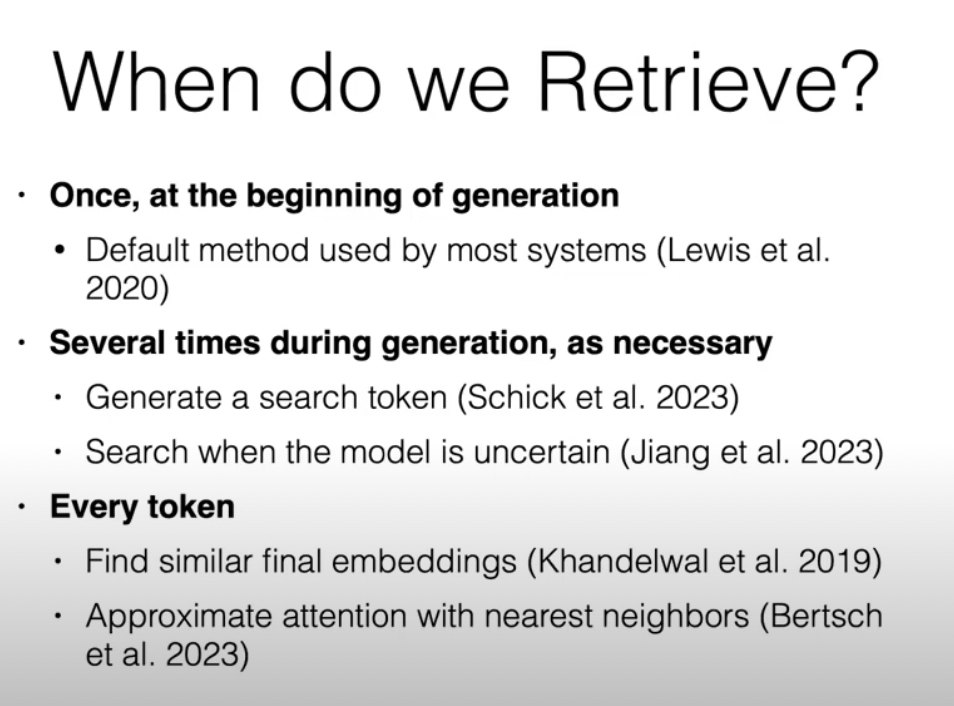 When do we Retrieve?
• Once, at the beginning of generation
• Default method used by most systems (Lewis et al.
2020)
• Several times during generation, as necessary
• Generate a search token (Schick et al. 2023)
• Search when the model is uncertain (Jiang et al. 2023)
• Every token
• Find similar final embeddings (Khandelwal et al. 2019)
• Approximate attention with nearest neighbors (Bertsch
et al. 2023)